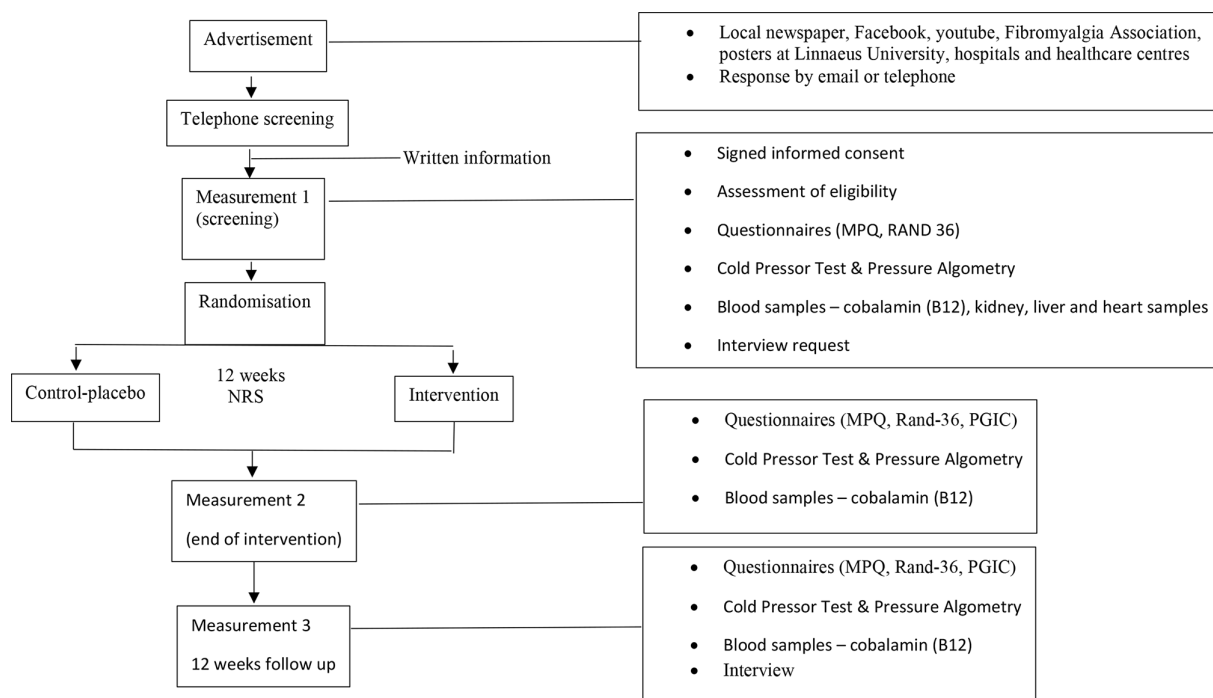 Advertisement
• Local newspaper, Facebook, youtube, Fibromyalgia Association,
posters at Linnaeus University, hospitals and healthcare centres
• Response by email or telephone
Telephone screening
Written information
Measurement 1
(screening)
• Signed informed consent
• Assessment of eligibility
• Questionnaires (MPQ, RAND 36)
• Cold Pressor Test & Pressure Algometry
• Blood samples – cobalamin (B12), kidney, liver and heart samples
• Interview request
Randomisation
Control-placebo
12 weeks
NRS
Intervention
Measurement 2
(end of intervention)
• Questionnaires (MPQ, Rand-36, PGIC)
• Cold Pressor Test & Pressure Algometry
• Blood samples – cobalamin (B12)
Measurement 3
12 weeks follow up
• Questionnaires (MPQ, Rand-36, PGIC)
• Cold Pressor Test & Pressure Algometry
• Blood samples – cobalamin (B12)
• Interview